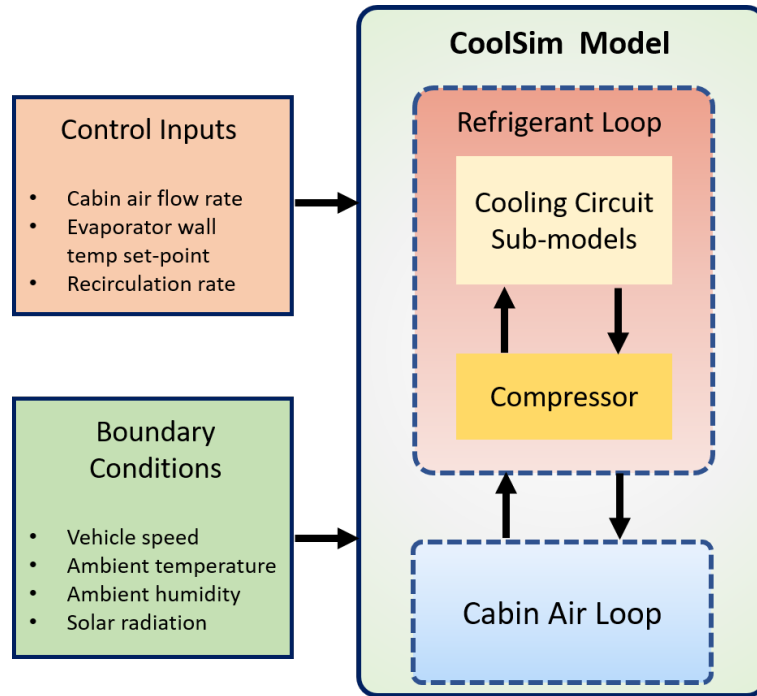 CoolSim Model
Control Inputs
• Cabin air flow rate
• Evaporator wall
temp set-point
• Recirculation rate
Refrigerant Loop
Cooling Circuit
Sub-models
Compressor
Boundary
Conditions
• Vehicle speed
• Ambient temperature
• Ambient humidity
• Solar radiation
Cabin Air Loop